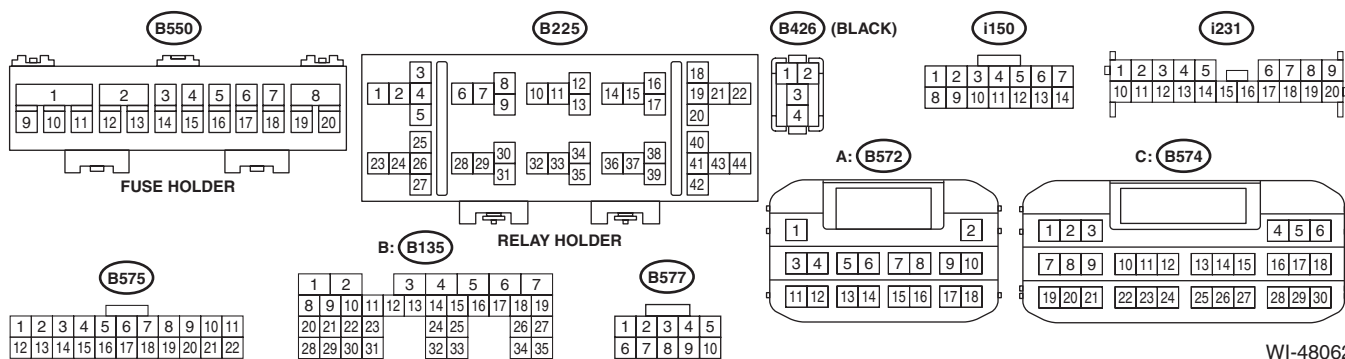 B550 B225 B426 (BLACK) i150 i231
1 2 3 4 5 6 7 8
9 10 11 12 13 14 15 16 17 18 19 20
FUSE HOLDER
3 8 12 16 18
1 2 4 6 7 10 11 14 15 19 21 22
9 13 17
5 20
25 30 34 38 40
23 24 26 28 29 32 33 36 37 41 43 44
31 35 39
27 42
RELAY HOLDER
1 2
3
4
1 2 3 4 5 6 7
8 9 10 11 12 13 14
1 2 3 4 5 6 7 8 9
10 11 12 13 14 15 16 17 18 19 20
A: B572
1 2
3 4 5 6 7 8 9 10
11 12 13 14 15 16 17 18
C: B574
1 2 3 4 5 6
7 8 9 10 11 12 13 14 15 16 17 18
19 20 21 22 23 24 25 26 27 28 29 30
B575
1 2 3 4 5 6 7 8 9 10 11
12 13 14 15 16 17 18 19 20 21 22
B: B135
1 2 3 4 5 6 7
8 9 10 11 12 13 14 15 16 17 18 19
20 21 22 23 24 25 26 27
28 29 30 31 32 33 34 35
B577
1 2 3 4 5
6 7 8 9 10
WI-48062